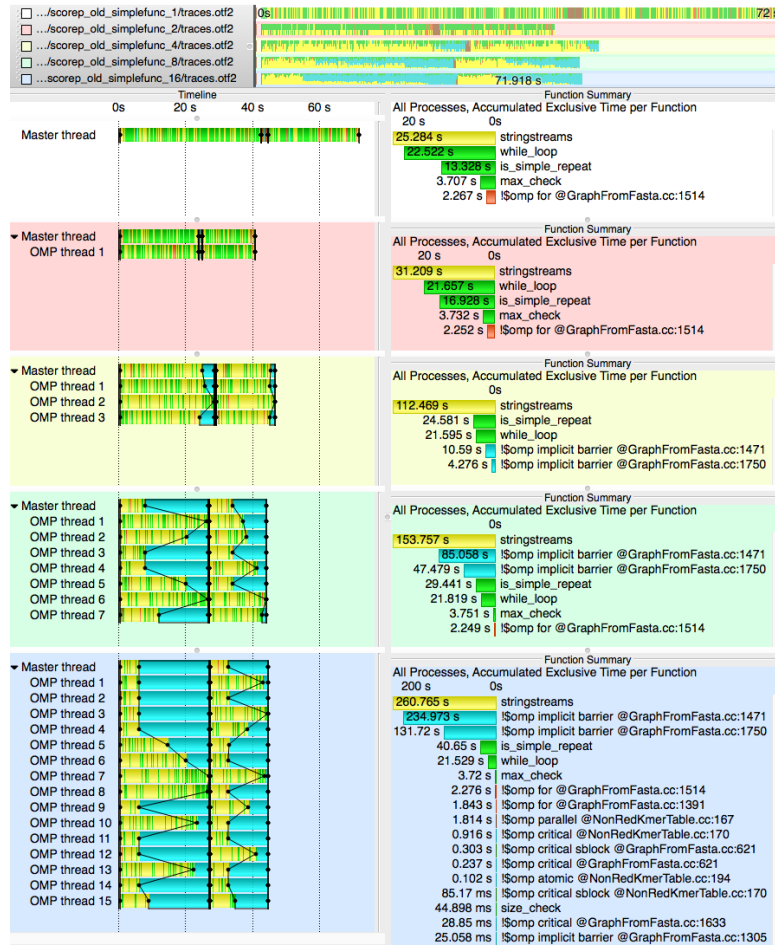 .../scorep_old_simplefunc_1/traces.otf2
.../scorep_old_simplefunc_2/traces.otf2
.../scorep_old_simplefunc_4/traces.otf2
.../scorep_old_simplefunc_8/traces.otf2
...scorep_old_simplefunc_16/traces.otf2
0s
72
71.918 s
Timeline
0s 20 s 40 s 60 s
Master thread
Function Summary
All Processes, Accumulated Exclusive Time per Function
20 s 0s
25.284 s stringstreams
22.522 s while_loop
13.328 s is_simple_repeat
3.707 s max_check
2.267 s !$omp for @GraphFromFasta.cc:1514
Master thread
OMP thread 1
Function Summary
All Processes, Accumulated Exclusive Time per Function
20 s 0s
31.209 s stringstreams
21.657 s while_loop
16.928 s is_simple_repeat
3.732 s max_check
2.252 s !$omp for @GraphFromFasta.cc:1514
Master thread
OMP thread 1
OMP thread 2
OMP thread 3
Function Summary
All Processes, Accumulated Exclusive Time per Function
0s
112.469 s stringstreams
24.581 s is_simple_repeat
21.595 s while_loop
10.59 s !$omp implicit barrier @GraphFromFasta.cc:1471
4.276 s !$omp implicit barrier @GraphFromFasta.cc:1750
Master thread
OMP thread 1
OMP thread 2
OMP thread 3
OMP thread 4
OMP thread 5
OMP thread 6
OMP thread 7
Function Summary
All Processes, Accumulated Exclusive Time per Function
0s
153.757 s stringstreams
85.058 s !$omp implicit barrier @GraphFromFasta.cc:1471
47.479 s !$omp implicit barrier @GraphFromFasta.cc:1750
29.441 s is_simple_repeat
21.819 s while_loop
3.751 s max_check
2.249 s !$omp for @GraphFromFasta.cc:1514
Master thread
OMP thread 1
OMP thread 2
OMP thread 3
OMP thread 4
OMP thread 5
OMP thread 6
OMP thread 7
OMP thread 8
OMP thread 9
OMP thread 10
OMP thread 11
OMP thread 12
OMP thread 13
OMP thread 14
OMP thread 15
Function Summary
All Processes, Accumulated Exclusive Time per Function
200 s 0s
260.765 s stringstreams
234.973 s !$omp implicit barrier @GraphFromFasta.cc:1471
131.72 s !$omp implicit barrier @GraphFromFasta.cc:1750
40.65 s is_simple_repeat
21.529 s while_loop
3.72 s max_check
2.276 s !$omp for @GraphFromFasta.cc:1514
1.843 s !$omp for @GraphFromFasta.cc:1391
1.814 s !$omp parallel @NonRedKmerTable.cc:167
0.916 s !$omp critical @NonRedKmerTable.cc:170
0.303 s !$omp critical sblock @GraphFromFasta.cc:621
0.237 s !$omp critical @GraphFromFasta.cc:621
0.102 s !$omp atomic @NonRedKmerTable.cc:194
85.17 ms !$omp critical sblock @NonRedKmerTable.cc:170
44.898 ms size_check
28.85 ms !$omp critical @GraphFromFasta.cc:1633
25.058 ms !$omp implicit barrier @GraphFromFasta.cc:1305